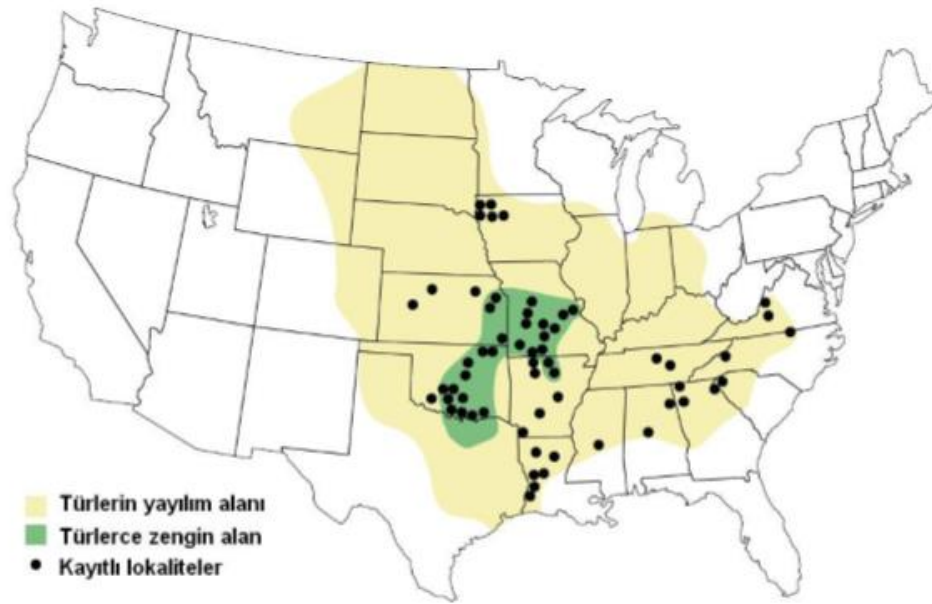 Türlerin yayılım alanı
Türlerce zengin alan
Kayıtlı lokaliteler